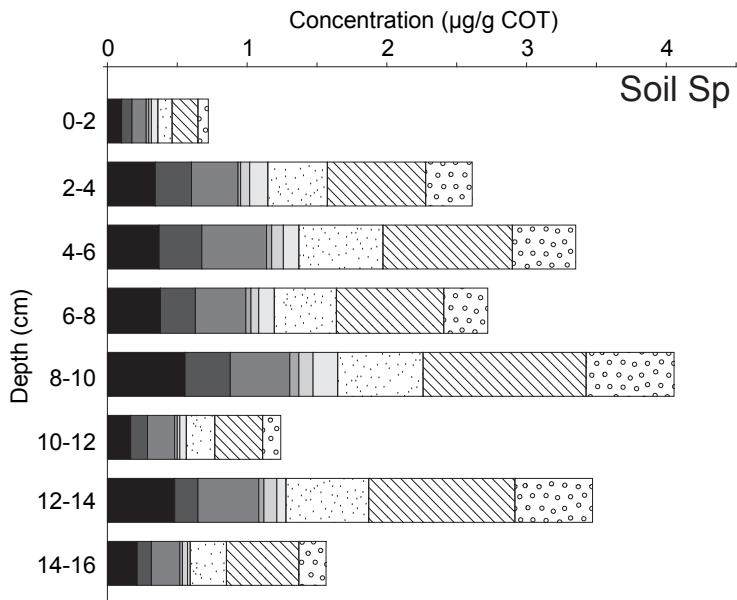 Concentration (µg/g COT)
0 1 2 3 4
Soil Sp
0-2
2-4
4-6
6-8
8-10
10-12
12-14
14-16
Depth (cm)